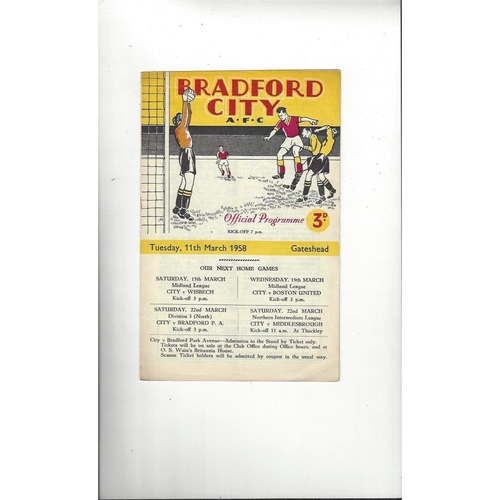 BRADFORD
CITY
A·F·C
Official Programme 3D.
KICK-OFF 7 p.m.
Tuesday, 11th March 1958 Gateshead
OUR NEXT HOME GAMES
SATURDAY, 15th MARCH
Midland League
CITY v WISBECH
Kick-off 3 p.m.
WEDNESDAY, 19th MARCH
Midland League
CITY v BOSTON UNITED
Kick-off 3 p.m.
SATURDAY, 22nd MARCH
Division 3 (North)
CITY v BRADFORD P. A.
Kick-off 3 p.m.
SATURDAY, 22nd MARCH
Northern Intermediate League
CITY v MIDDLESBROUGH
Kick-off 11 a.m. At Thackley
City v Bradford Park Avenue—Admission to the Stand by Ticket only.
Tickets will be on sale at the Club Office during Office hours, and at
O. S. Wain's Britannia House.
Season Ticket holders will be admitted by coupon in the usual way.